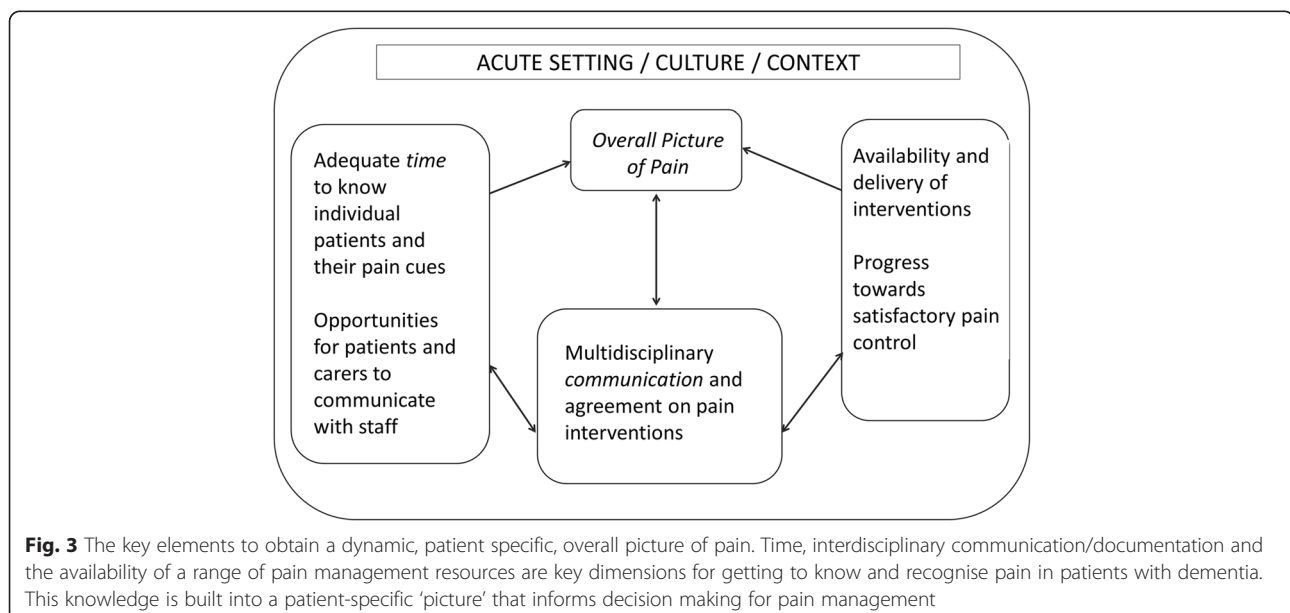 ACUTE SETTING / CULTURE / CONTEXT
Adequate time
to know
individual
patients and
their pain cues
Opportunities
for patients and
carers to
communicate
with staff
Overall Picture
of Pain
Multidisciplinary
communication and
agreement on pain
interventions
Availability and
delivery of
interventions
Progress
towards
satisfactory pain
control
Fig. 3 The key elements to obtain a dynamic, patient specific, overall picture of pain. Time, interdisciplinary communication/documentation and
the availability of a range of pain management resources are key dimensions for getting to know and recognise pain in patients with dementia.
This knowledge is built into a patient-specific ‘picture’ that informs decision making for pain management